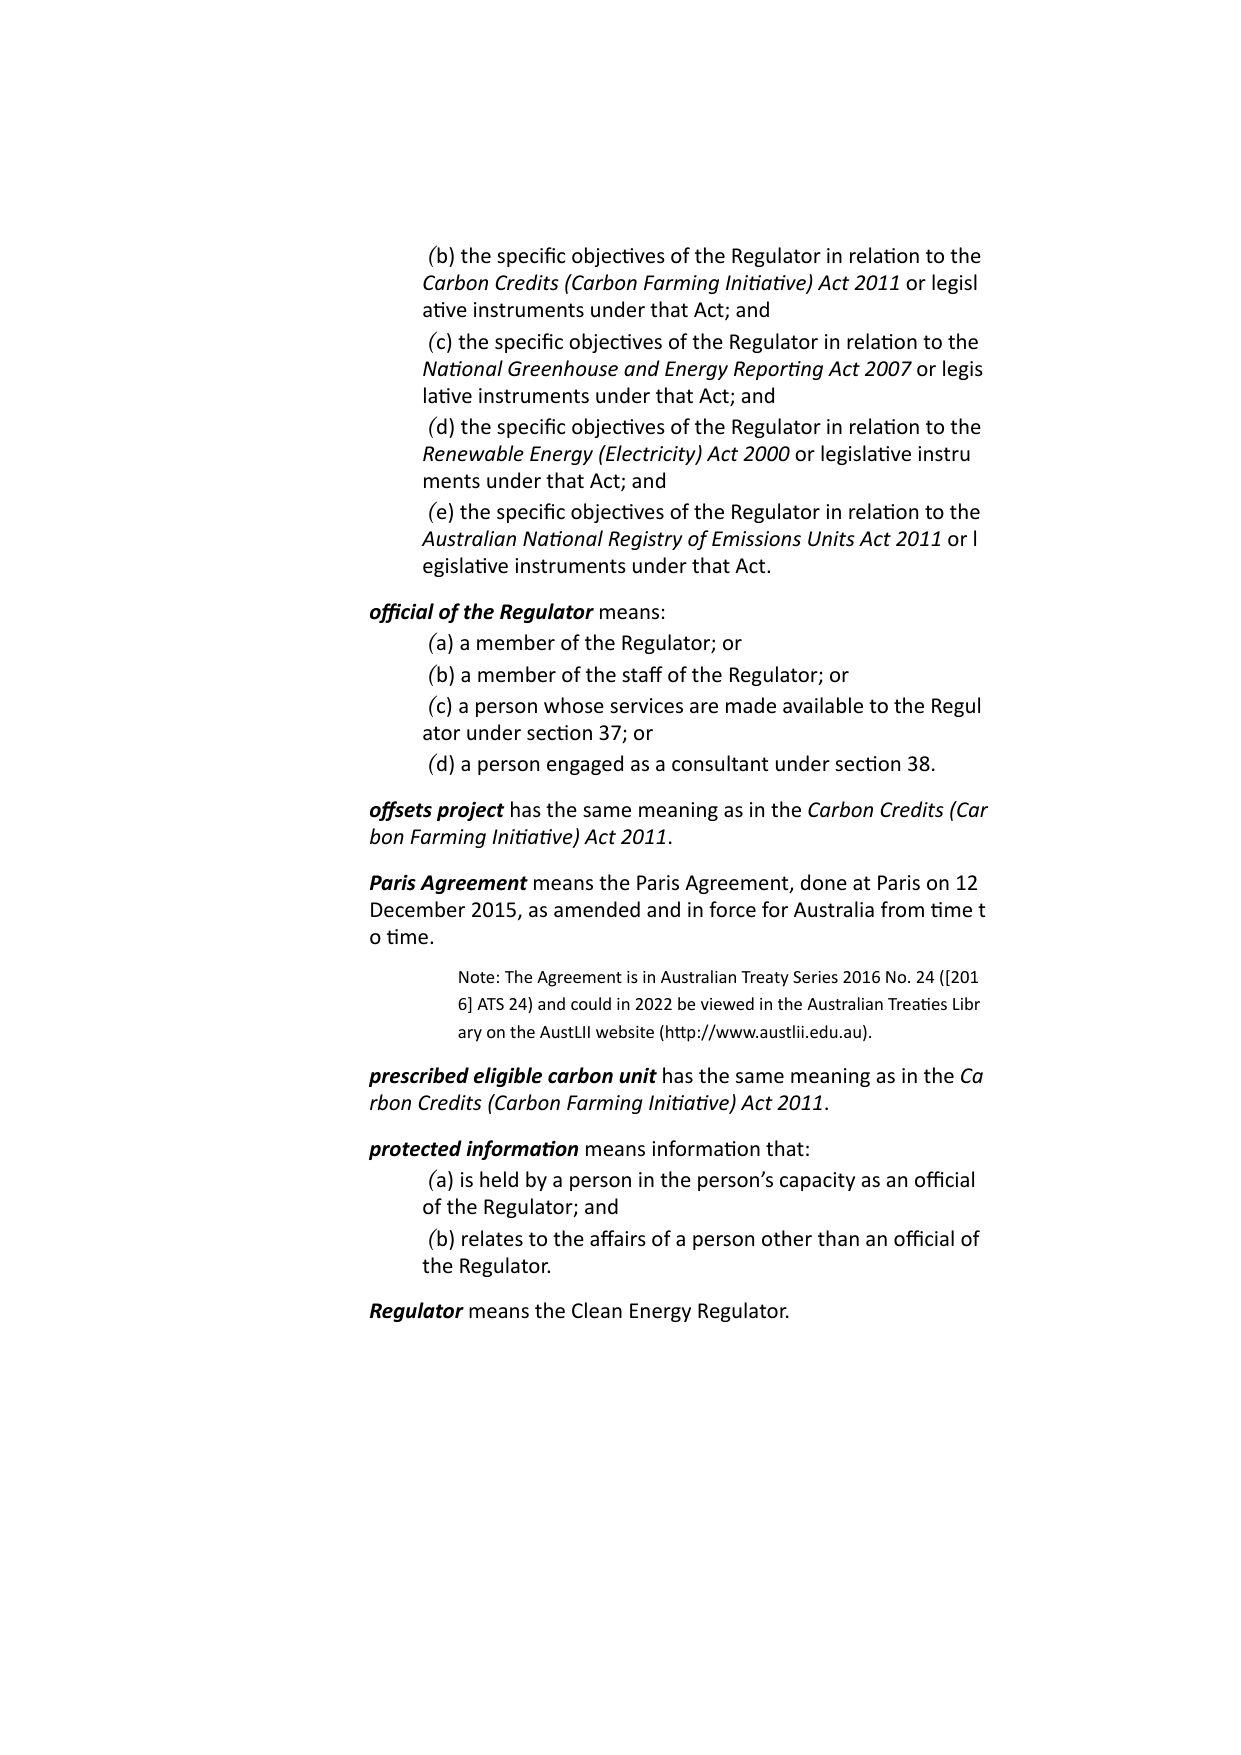 (b) the specific objectives of the Regulator in relation to the
Carbon Credits (Carbon Farming Initiative) Act 2011 or legisl
ative instruments under that Act; and
(c) the specific objectives of the Regulator in relation to the
National Greenhouse and Energy Reporting Act 2007 or legis
lative instruments under that Act; and
(d) the specific objectives of the Regulator in relation to the
Renewable Energy (Electricity) Act 2000 or legislative instru
ments under that Act; and
(e) the specific objectives of the Regulator in relation to the
Australian National Registry of Emissions Units Act 2011 or l
egislative instruments under that Act.
official of the Regulator means:
(a) a member of the Regulator; or
(b) a member of the staff of the Regulator; or
(c) a person whose services are made available to the Regul
ator under section 37; or
(d) a person engaged as a consultant under section 38.
offsets project has the same meaning as in the Carbon Credits (Car
bon Farming Initiative) Act 2011.
Paris Agreement means the Paris Agreement, done at Paris on 12
December 2015, as amended and in force for Australia from time t
o time.
Note: The Agreement is in Australian Treaty Series 2016 No. 24 ([201
6] ATS 24) and could in 2022 be viewed in the Australian Treaties Libr
ary on the AustLII website (http://www.austlii.edu.au).
prescribed eligible carbon unit has the same meaning as in the Ca
rbon Credits (Carbon Farming Initiative) Act 2011.
protected information means information that:
(a) is held by a person in the person’s capacity as an official
of the Regulator; and
(b) relates to the affairs of a person other than an official of
the Regulator.
Regulator means the Clean Energy Regulator.